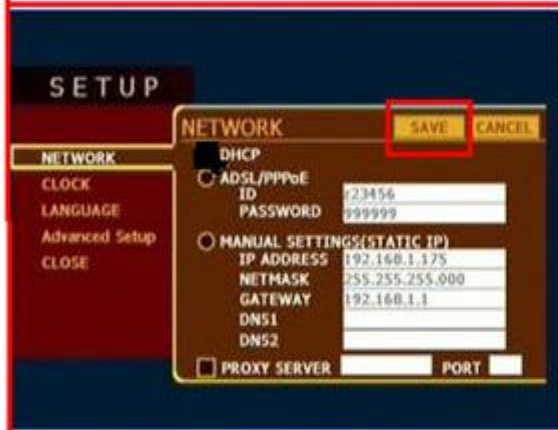 SETUP
NETWORK SAVE CANCEL
NETWORK
CLOCK
LANGUAGE
Advanced Setup
CLOSE
DHCP
ADSL/PPPoE
ID r23456
PASSWORD 999999
MANUAL SETTINGS(STATIC IP)
IP ADDRESS 192.168.1.175
NETMASK 255.255.255.000
GATEWAY 192.168.1.1
DNS1
DNS2
PROXY SERVER PORT